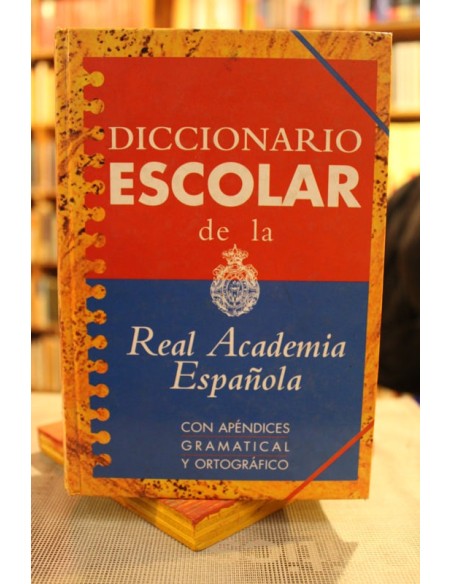 DICCIONARIO
ESCOLAR
de la
Real Academia
Española
CON APÉNDICES
GRAMATICAL
Y ORTOGRÁFICO